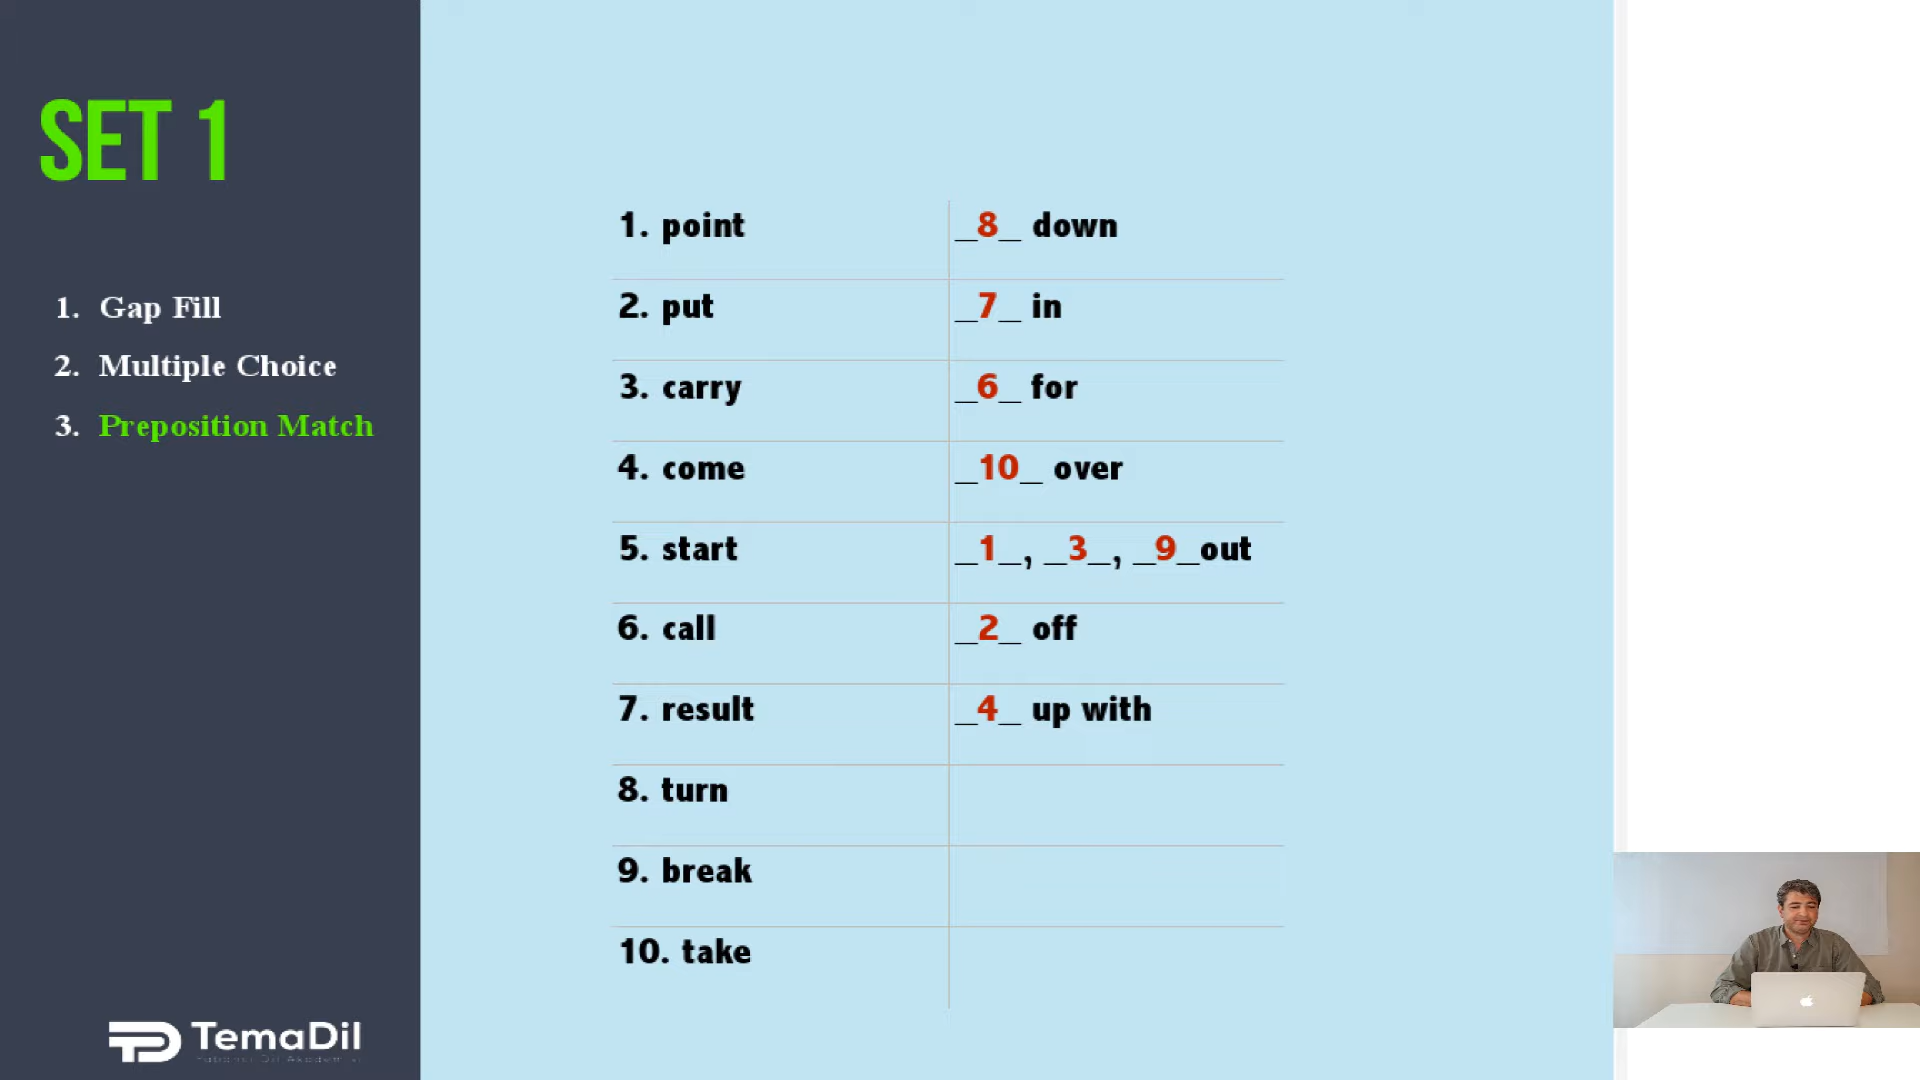 SET 1
1. Gap Fill
2. Multiple Choice
3. Preposition Match
1. point _8_ down
2. put _7_ in
3. carry _6_ for
4. come _10_ over
5. start _1_, _3_, _9_out
6. call _2_ off
7. result _4_ up with
8. turn
9. break
10. take
TemaDil